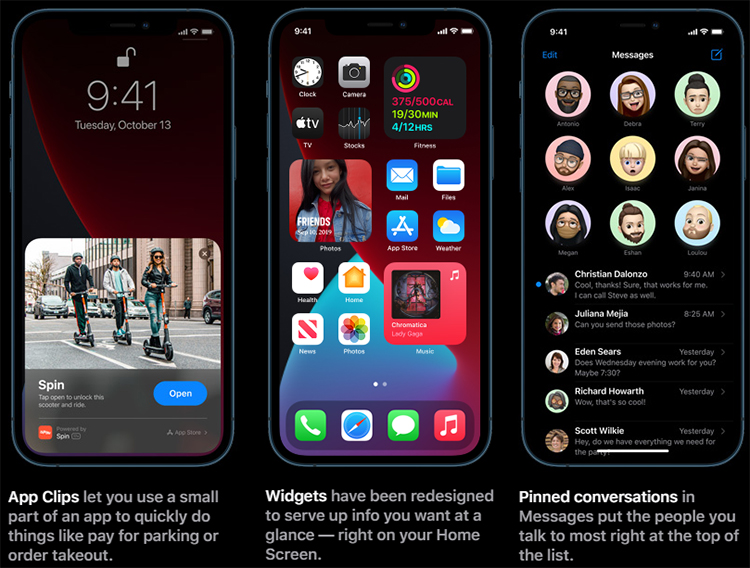 9:41
Tuesday, October 13
Spin
Tap open to unlock this
scooter and ride.
Open
Powered by
Spin
App Store >
App Clips let you use a small
part of an app to quickly do
things like pay for parking or
order takeout.
9:41
Clock
Camera
375/500CAL
19/30MIN
4/12HRS
tv
TV
Stocks
Fitness
FRIENDS
Sep 10, 2019
Photos
Mail
Files
App Store
Weather
Health
Home
Chromatica
Lady Gaga
News
Photos
Music
Widgets have been redesigned
to serve up info you want at a
glance — right on your Home
Screen.
9:41
Edit
Messages
Antonio
Debra
Terry
Alex
Isaac
Janina
Megan
Eshan
Loulou
Christian Dalonzo 9:40 AM >
Cool, thanks! Sure, that works for me.
I can call Steve as well.
Juliana Mejia 8:25 AM >
Can you send those photos?
Eden Sears Yesterday >
Does Wednesday evening work for you?
Maybe 7:30?
Richard Howarth Yesterday >
Wow, that's so cool!
Scott Wilkie Yesterday >
Hey, do we have everything we need for
the party?
Pinned conversations in
Messages put the people you
talk to most right at the top of
the list.